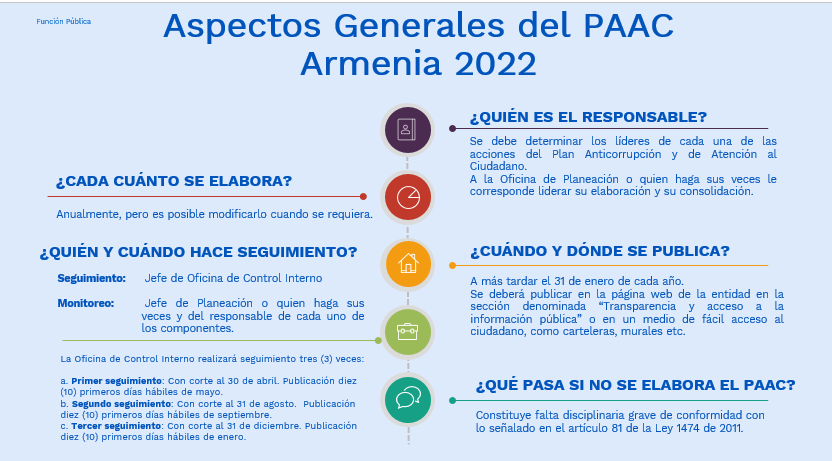 Función Pública
Aspectos Generales del PAAC
Armenia 2022
¿QUIÉN ES EL RESPONSABLE?
Se debe determinar los líderes de cada una de las
acciones del Plan Anticorrupción y de Atención al
Ciudadano.
A la Oficina de Planeación o quien haga sus veces le
corresponde liderar su elaboración y su consolidación.
¿CADA CUÁNTO SE ELABORA?
Anualmente, pero es posible modificarlo cuando se requiera.
¿QUIÉN Y CUÁNDO HACE SEGUIMIENTO?
Seguimiento: Jefe de Oficina de Control Interno
Monitoreo: Jefe de Planeación o quien haga sus
veces y del responsable de cada uno de
los componentes.
La Oficina de Control Interno realizará seguimiento tres (3) veces:
a. Primer seguimiento: Con corte al 30 de abril. Publicación diez
(10) primeros días hábiles de mayo.
b. Segundo seguimiento: Con corte al 31 de agosto. Publicación
diez (10) primeros días hábiles de septiembre.
c. Tercer seguimiento: Con corte al 31 de diciembre. Publicación
diez (10) primeros días hábiles de enero.
¿CUÁNDO Y DÓNDE SE PUBLICA?
A más tardar el 31 de enero de cada año.
Se deberá publicar en la página web de la entidad en la
sección denominada “Transparencia y acceso a la
información pública” o en un medio de fácil acceso al
ciudadano, como carteleras, murales etc.
¿QUÉ PASA SI NO SE ELABORA EL PAAC?
Constituye falta disciplinaria grave de conformidad con
lo señalado en el artículo 81 de la Ley 1474 de 2011.